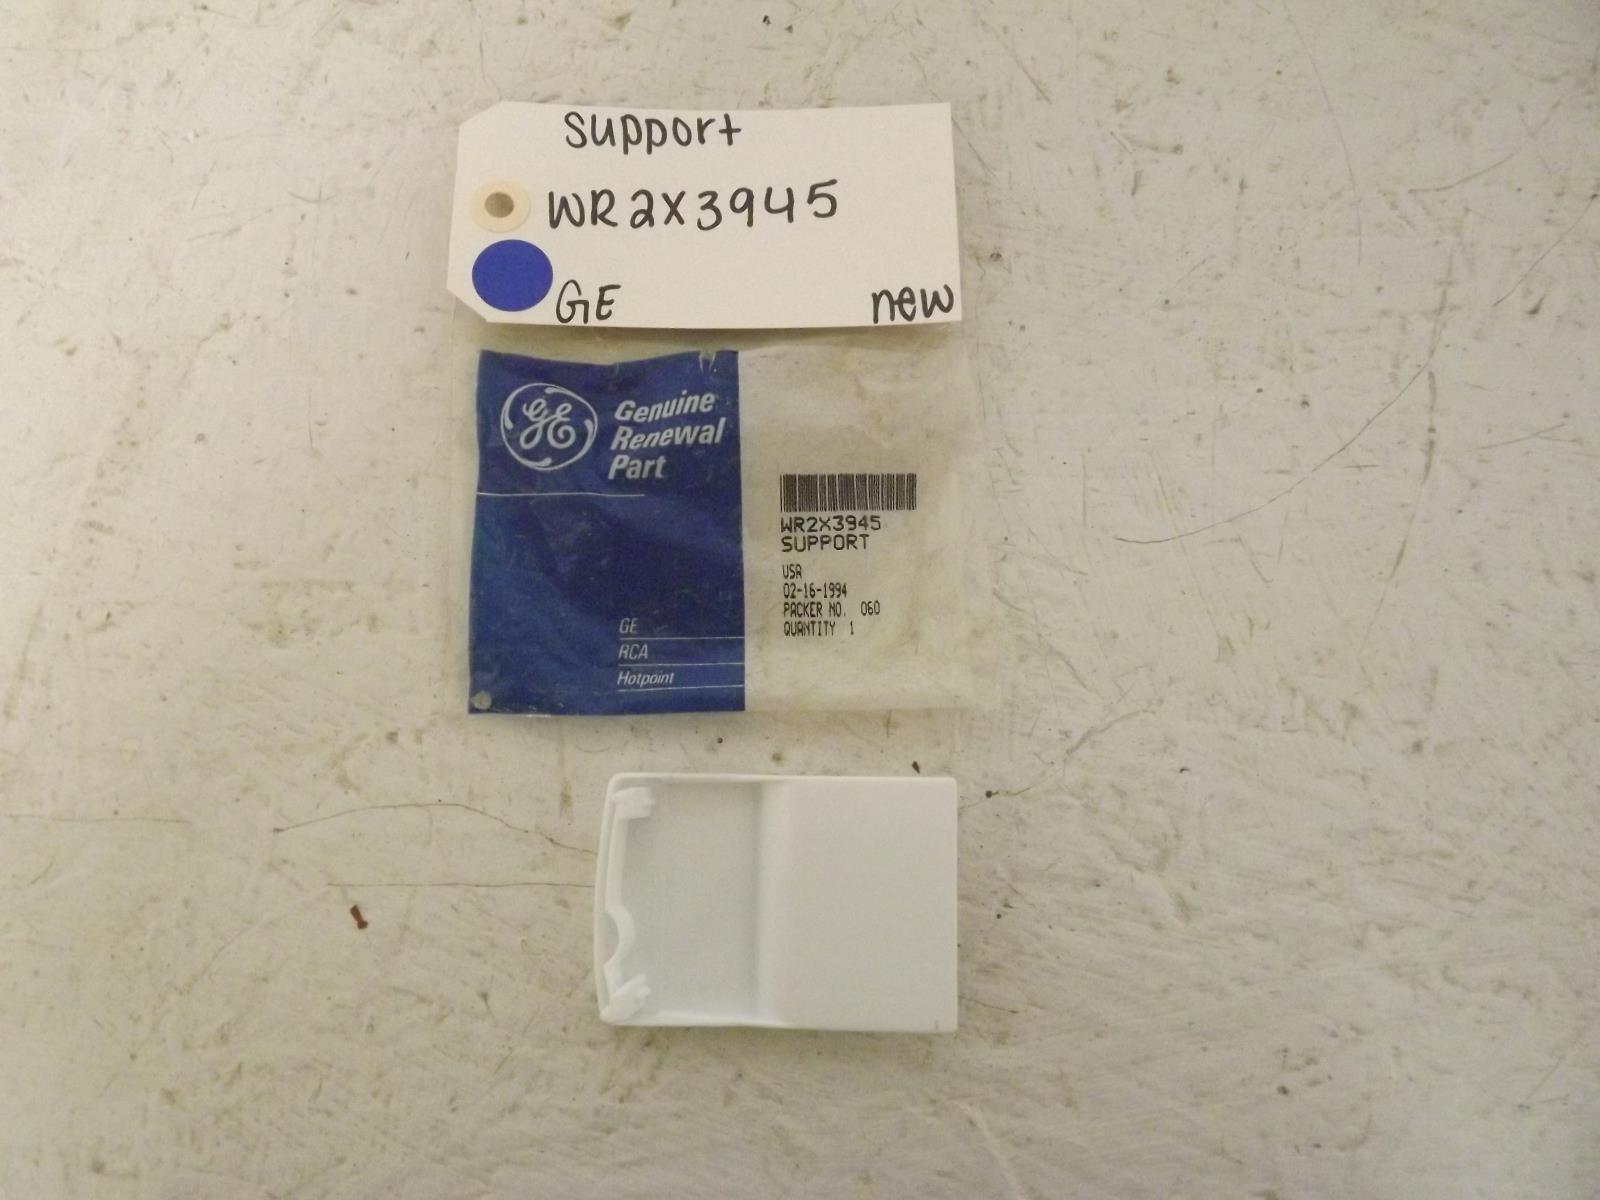 Support
WR2X3945
GE
new
GE
Genuine
Renewal
Part
WR2X3945
SUPPORT
USA
02-16-1994
PACKER NO. 060
QUANTITY 1
GE
RCA
Hotpoint